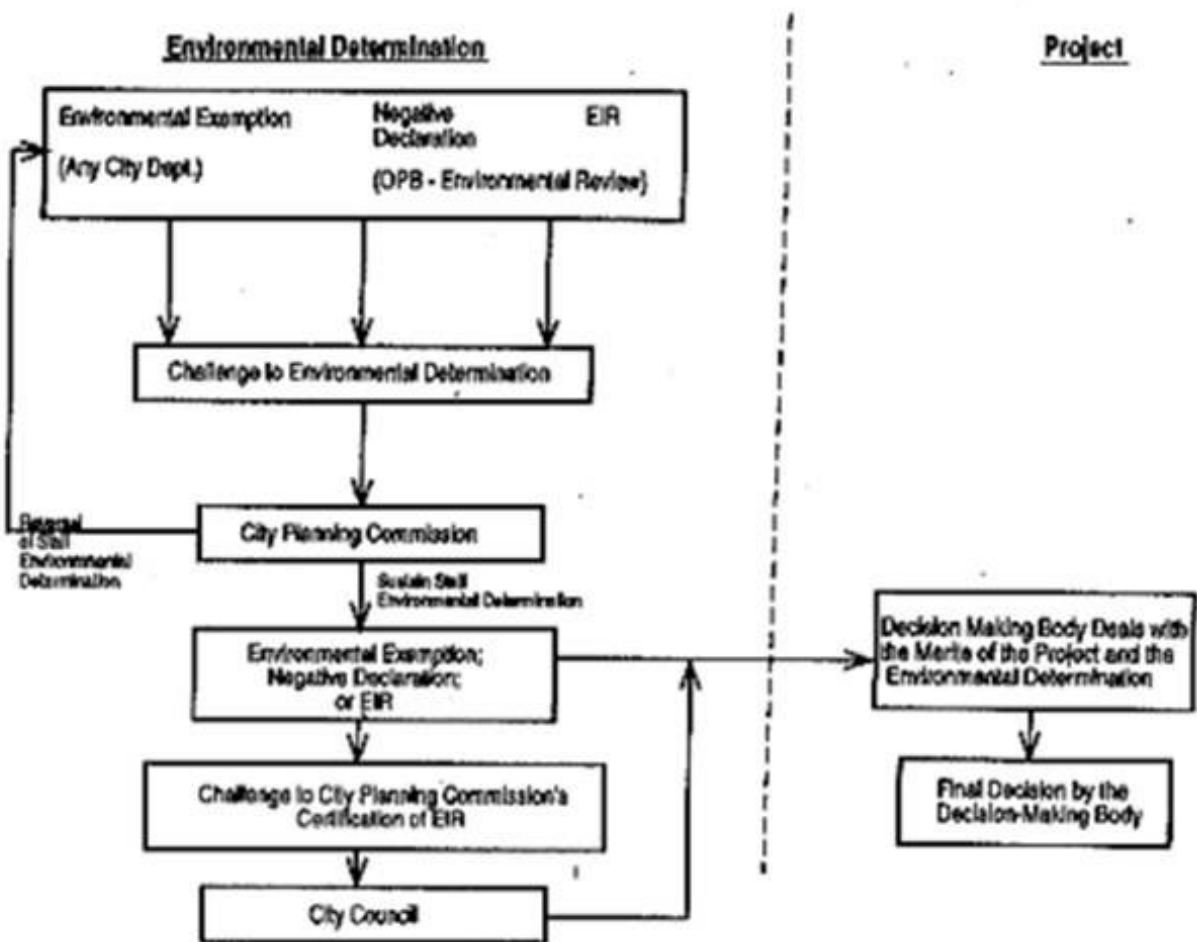 Environmental Determination
Project
Environmental Exemption
(Any City Dept.)
Negative
Declaration
EIR
(OPB - Environmental Review)
Challenge to Environmental Determination
City Planning Commission
Reversal
of Staff
Environmental
Determination
Sustain Staff
Environmental Determination
Environmental Exemption;
Negative Declaration;
or EIR
Decision Making Body Deals with
the Merits of the Project and the
Environmental Determination
Challenge to City Planning Commission's
Certification of EIR
Final Decision by the
Decision-Making Body
City Council